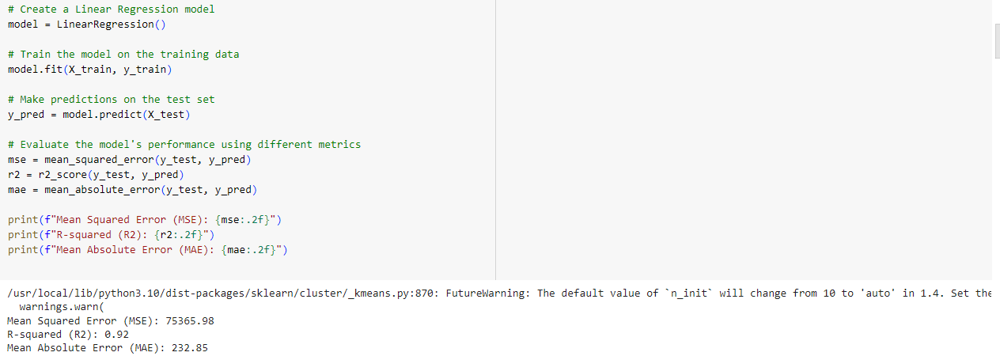 # Create a Linear Regression model
model = LinearRegression()
# Train the model on the training data
model.fit(X_train, y_train)
# Make predictions on the test set
y_pred = model.predict(X_test)
# Evaluate the model's performance using different metrics
mse = mean_squared_error(y_test, y_pred)
r2 = r2_score(y_test, y_pred)
mae = mean_absolute_error(y_test, y_pred)
print(f"Mean Squared Error (MSE): {mse:.2f}")
print(f"R-squared (R2): {r2:.2f}")
print(f"Mean Absolute Error (MAE): {mae:.2f}")
/usr/local/lib/python3.10/dist-packages/sklearn/cluster/_kmeans.py:870: FutureWarning: The default value of `n_init` will change from 10 to 'auto' in 1.4. Set the
warnings.warn(
Mean Squared Error (MSE): 75365.98
R-squared (R2): 0.92
Mean Absolute Error (MAE): 232.85